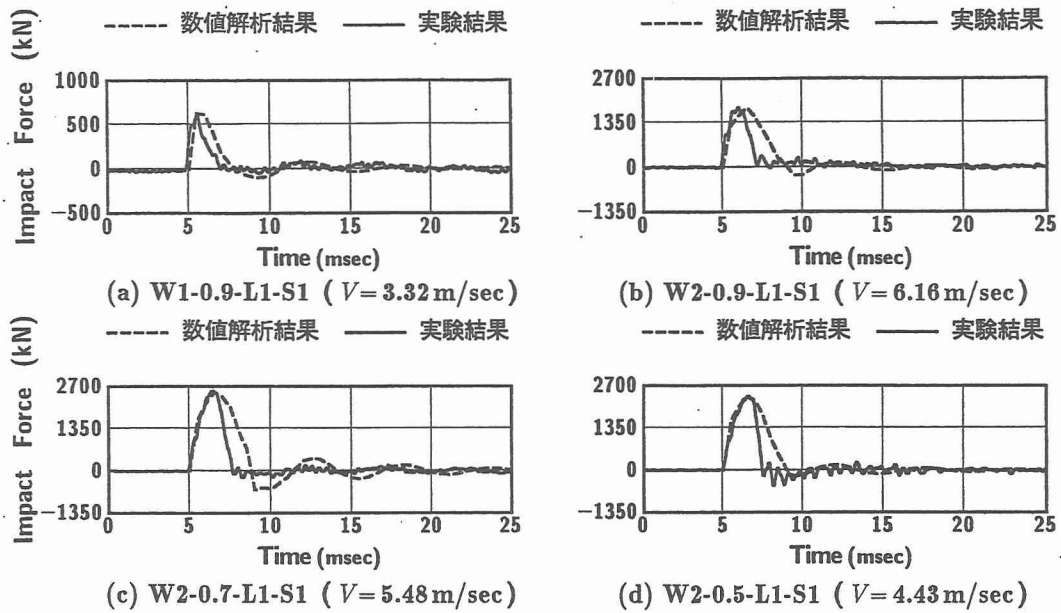 ---- 数値解析結果 —— 実験結果
Impact Force (kN)
1000
500
0
−500
0 5 10 15 20 25
Time (msec)
(a) W1-0.9-L1-S1 ( V = 3.32 m/sec )
---- 数値解析結果 —— 実験結果
2700
1350
0
−1350
0 5 10 15 20 25
Time (msec)
(b) W2-0.9-L1-S1 ( V = 6.16 m/sec )
---- 数値解析結果 —— 実験結果
Impact Force (kN)
2700
1350
0
−1350
0 5 10 15 20 25
Time (msec)
(c) W2-0.7-L1-S1 ( V = 5.48 m/sec )
---- 数値解析結果 —— 実験結果
2700
1350
0
−1350
0 5 10 15 20 25
Time (msec)
(d) W2-0.5-L1-S1 ( V = 4.43 m/sec )